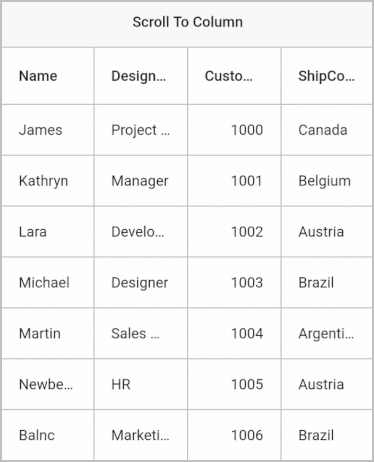 Scroll To Column
Name Design... Custo... ShipCo...
James Project ... 1000 Canada
Kathryn Manager 1001 Belgium
Lara Develo... 1002 Austria
Michael Designer 1003 Brazil
Martin Sales ... 1004 Argenti...
Newbe... HR 1005 Austria
Balnc Marketi... 1006 Brazil